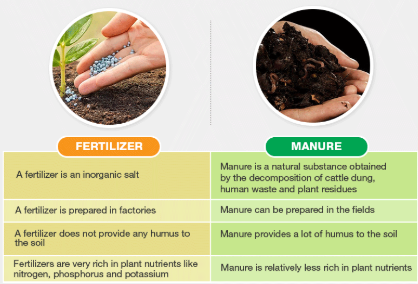 FERTILIZER
MANURE
A fertilizer is an inorganic salt
Manure is a natural substance obtained
by the decomposition of cattle dung,
human waste and plant residues
A fertilizer is prepared in factories
Manure can be prepared in the fields
A fertilizer does not provide any humus to
the soil
Manure provides a lot of humus to the soil
Fertilizers are very rich in plant nutrients like
nitrogen, phosphorus and potassium
Manure is relatively less rich in plant nutrients